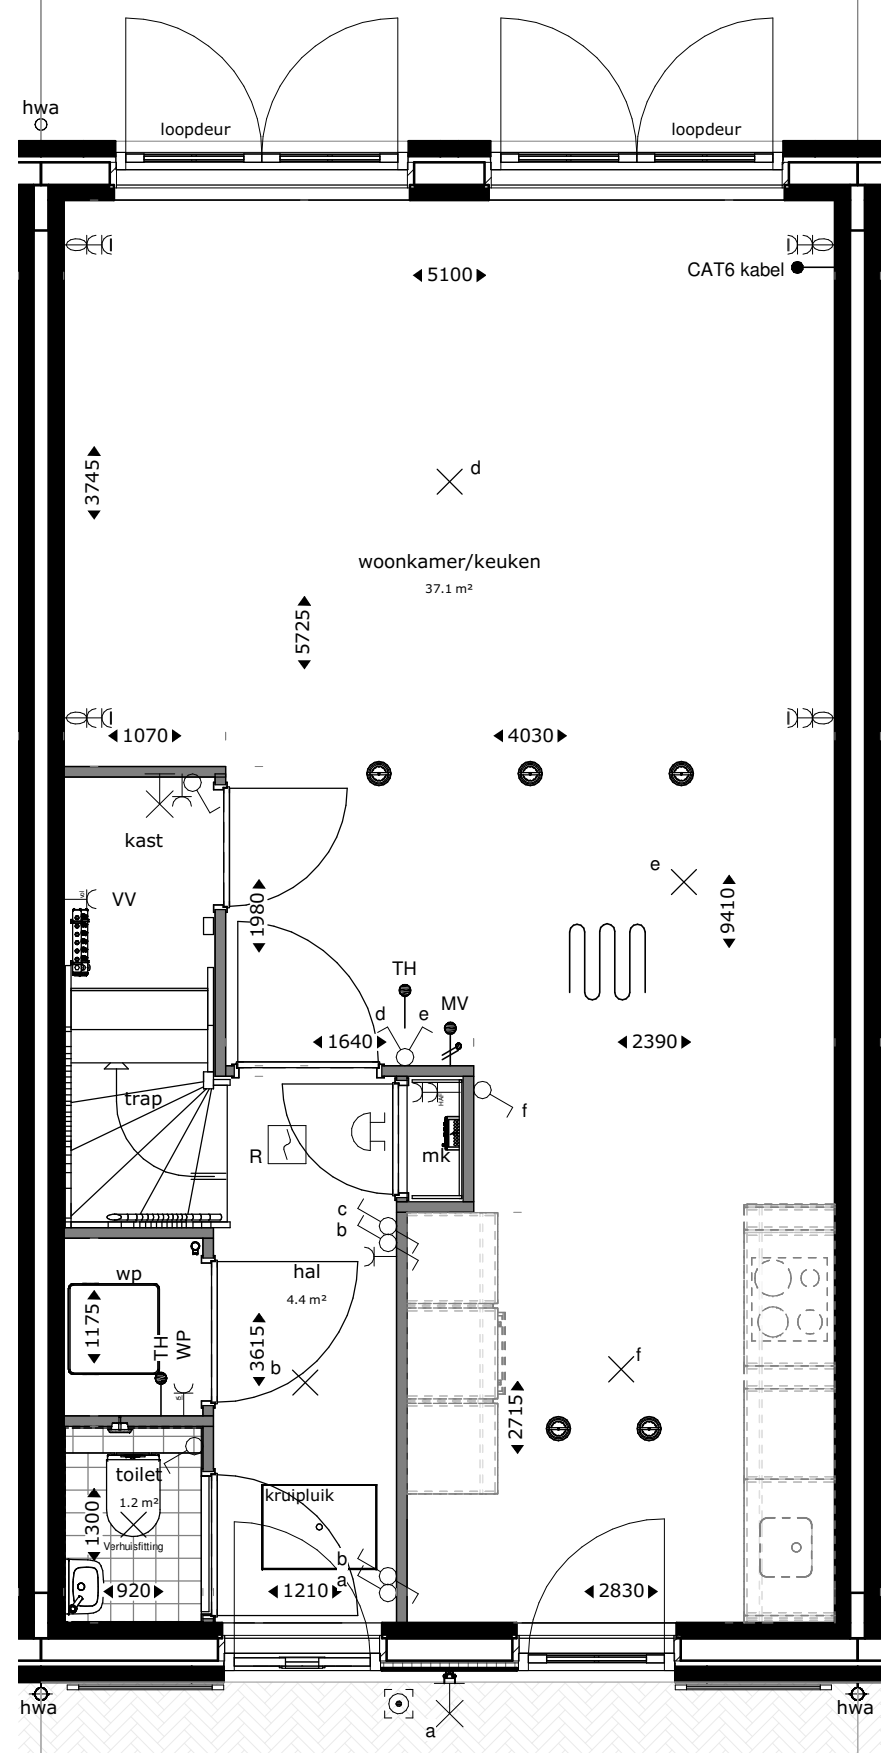 hwa
loopdeur
loopdeur
5100
CAT6 kabel
d
3745
woonkamer/keuken
37.1 m²
5725
1070
4030
kast
e
VV
1980
9410
TH
MV
d
e
1640
2390
trap
f
R
mk
c
b
wp
hal
4.4 m²
1175
TH
WP
3615
b
f
2715
toilet
1.2 m²
kruipluik
1300
Verhuisfitting
b
a
920
1210
2830
hwa
hwa
a